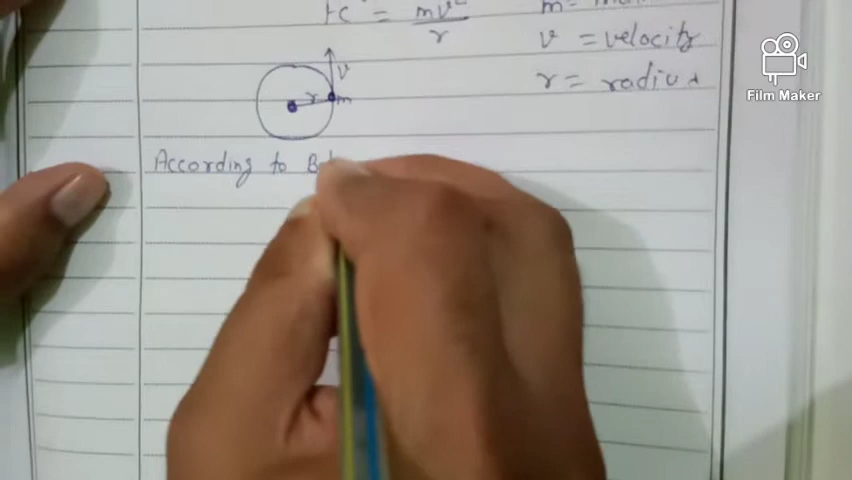 Fc = mv²/r
m =
v = velocity
r = radius
v
r
m
According to
Film Maker